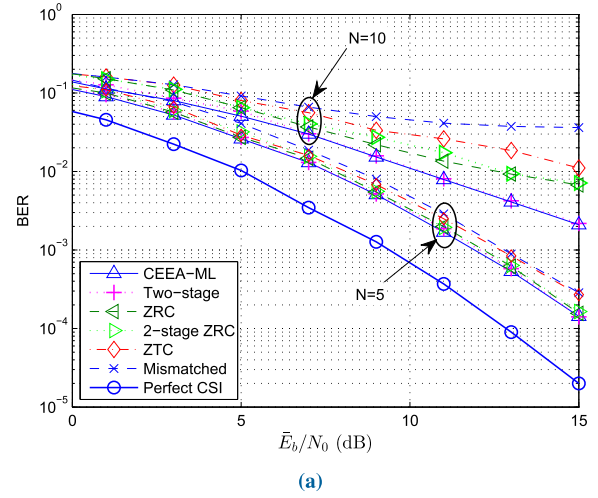 10^0
10^-1
10^-2
10^-3
10^-4
10^-5
BER
N=10
N=5
CEEA−ML
Two−stage
ZRC
2−stage ZRC
ZTC
Mismatched
Perfect CSI
0 5 10 15
Ē_b/N_0 (dB)
(a)